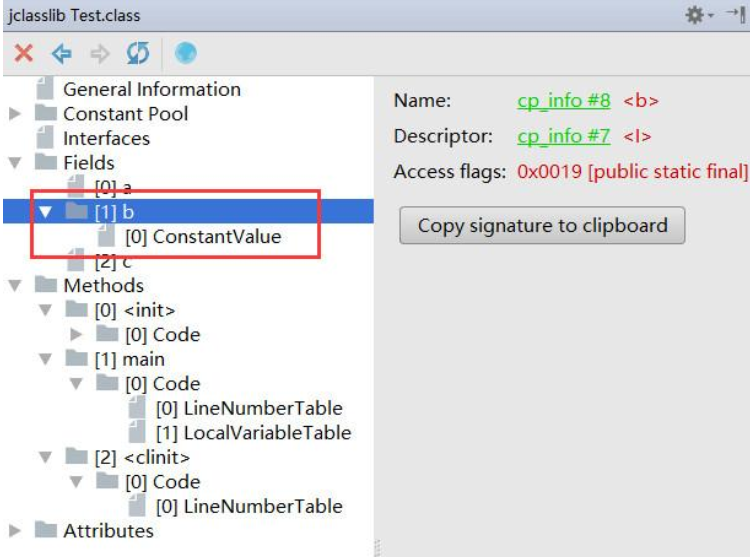 jclasslib Test.class
General Information
Constant Pool
Interfaces
Fields
[0] a
[1] b
[0] ConstantValue
[2] c
Methods
[0] <init>
[0] Code
[1] main
[0] Code
[0] LineNumberTable
[1] LocalVariableTable
[2] <clinit>
[0] Code
[0] LineNumberTable
Attributes
Name: cp_info #8 <b>
Descriptor: cp_info #7 <I>
Access flags: 0x0019 [public static final]
Copy signature to clipboard